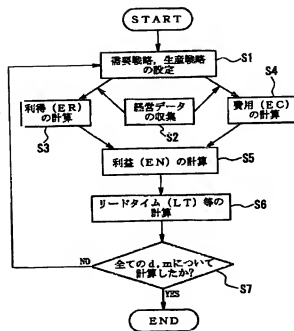 START
需要戦略,生産戦略
の設定
S1
S4
利得(ER)
の計算
経営データ
の収集
費用(EC)
の計算
S3
S2
利益(EN)の計算
S5
リードタイム(LT)等の
計算
S6
NO
全てのd,mについて
計算したか?
S7
YES
END